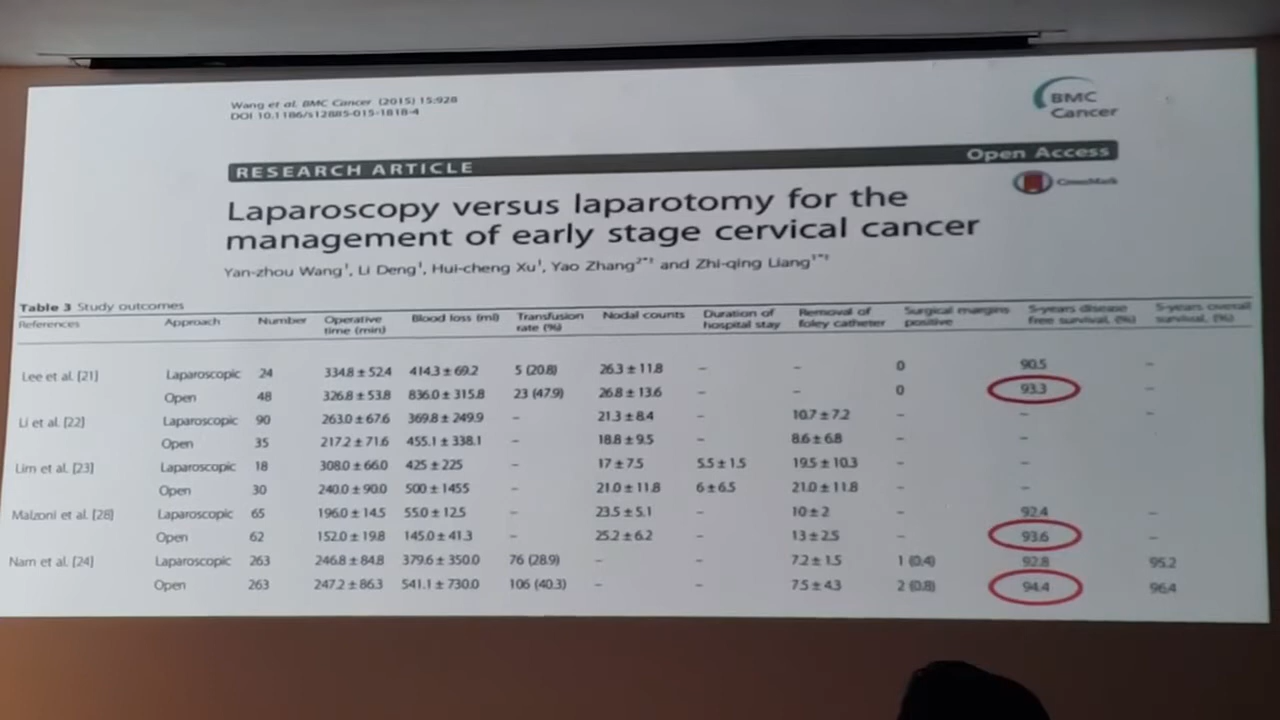 Wang et al. BMC Cancer (2015) 15:928
DOI 10.1186/s12885-015-1818-4
BMC
Cancer
RESEARCH ARTICLE Open Access
CrossMark
Laparoscopy versus laparotomy for the
management of early stage cervical cancer
Yan-zhou Wang¹, Li Deng¹, Hui-cheng Xu¹, Yao Zhang²*† and Zhi-qing Liang¹*†
Table 3 Study outcomes
References Approach Number Operative time (min) Blood loss (ml) Transfusion rate (%) Nodal counts Duration of hospital stay Removal of foley catheter Surgical margins positive 5-years disease free survival, (%) 5-years overall survival, (%)
Lee et al. [21] Laparoscopic 24 334.8 ± 52.4 414.3 ± 69.2 5 (20.8) 26.3 ± 11.8 – – 0 90.5 –
Open 48 326.8 ± 53.8 836.0 ± 315.8 23 (47.9) 26.8 ± 13.6 – – 0 93.3 –
Li et al. [22] Laparoscopic 90 263.0 ± 67.6 369.8 ± 249.9 – 21.3 ± 8.4 – 10.7 ± 7.2 – – –
Open 35 217.2 ± 71.6 455.1 ± 338.1 – 18.8 ± 9.5 – 8.6 ± 6.8 – – –
Lim et al. [23] Laparoscopic 18 308.0 ± 66.0 425 ± 225 – 17 ± 7.5 5.5 ± 1.5 19.5 ± 10.3 – –
Open 30 240.0 ± 90.0 500 ± 1455 – 21.0 ± 11.8 6 ± 6.5 21.0 ± 11.8 – –
Malzoni et al. [28] Laparoscopic 65 196.0 ± 14.5 55.0 ± 12.5 – 23.5 ± 5.1 – 10 ± 2 – 92.4 –
Open 62 152.0 ± 19.8 145.0 ± 41.3 – 25.2 ± 6.2 – 13 ± 2.5 – 93.6 –
Nam et al. [24] Laparoscopic 263 246.8 ± 84.8 379.6 ± 350.0 76 (28.9) – – 7.2 ± 1.5 1 (0.4) 92.8 95.2
Open 263 247.2 ± 86.3 541.1 ± 730.0 106 (40.3) – – 7.5 ± 4.3 2 (0.8) 94.4 96.4